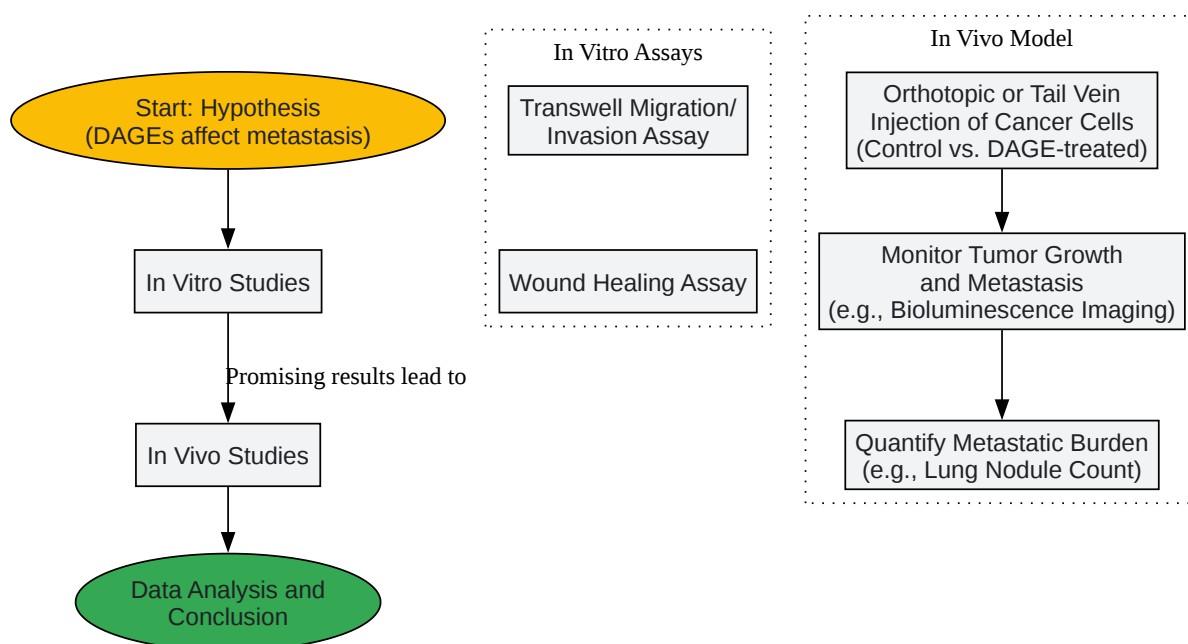 Start: Hypothesis
(DAGEs affect metastasis)
In Vitro Studies
Promising results lead to
In Vivo Studies
Data Analysis and
Conclusion
In Vitro Assays
Transwell Migration/
Invasion Assay
Wound Healing Assay
In Vivo Model
Orthotopic or Tail Vein
Injection of Cancer Cells
(Control vs. DAGE-treated)
Monitor Tumor Growth
and Metastasis
(e.g., Bioluminescence Imaging)
Quantify Metastatic Burden
(e.g., Lung Nodule Count)